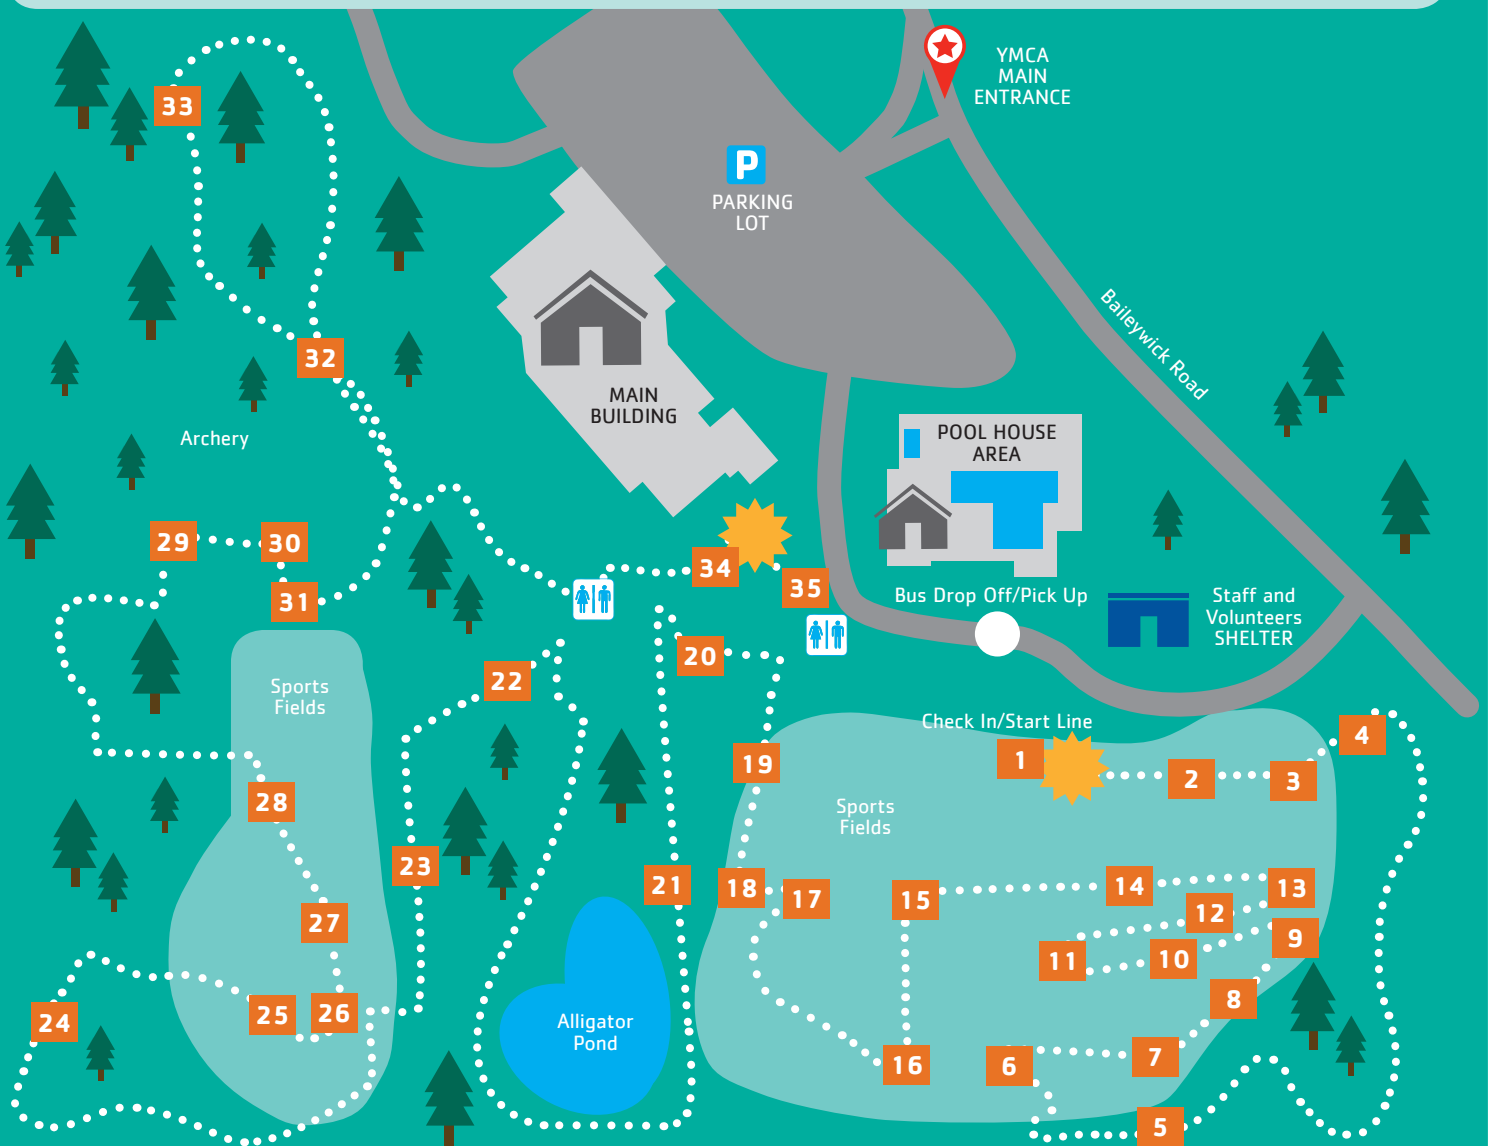 YMCA
MAIN
ENTRANCE
33
P
PARKING
LOT
Baileywick Road
32
MAIN
BUILDING
Archery
POOL HOUSE
AREA
29
30
31
34
35
Bus Drop Off/Pick Up
Staff and
Volunteers
SHELTER
20
22
Sports
Fields
Check In/Start Line
4
1
2
3
19
28
Sports
Fields
23
21
18
17
15
14
13
12
27
9
11
10
8
24
25
26
Alligator
Pond
16
6
7
5